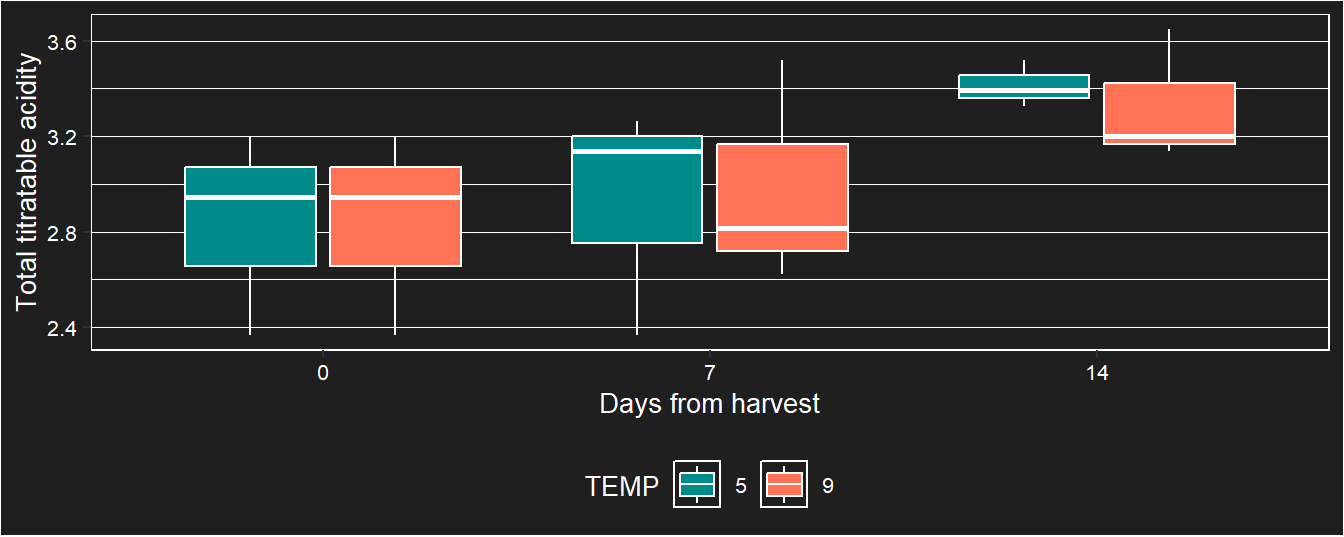 Total titratable acidity
3.6
3.2
2.8
2.4
0 7 14
Days from harvest
TEMP 5 9